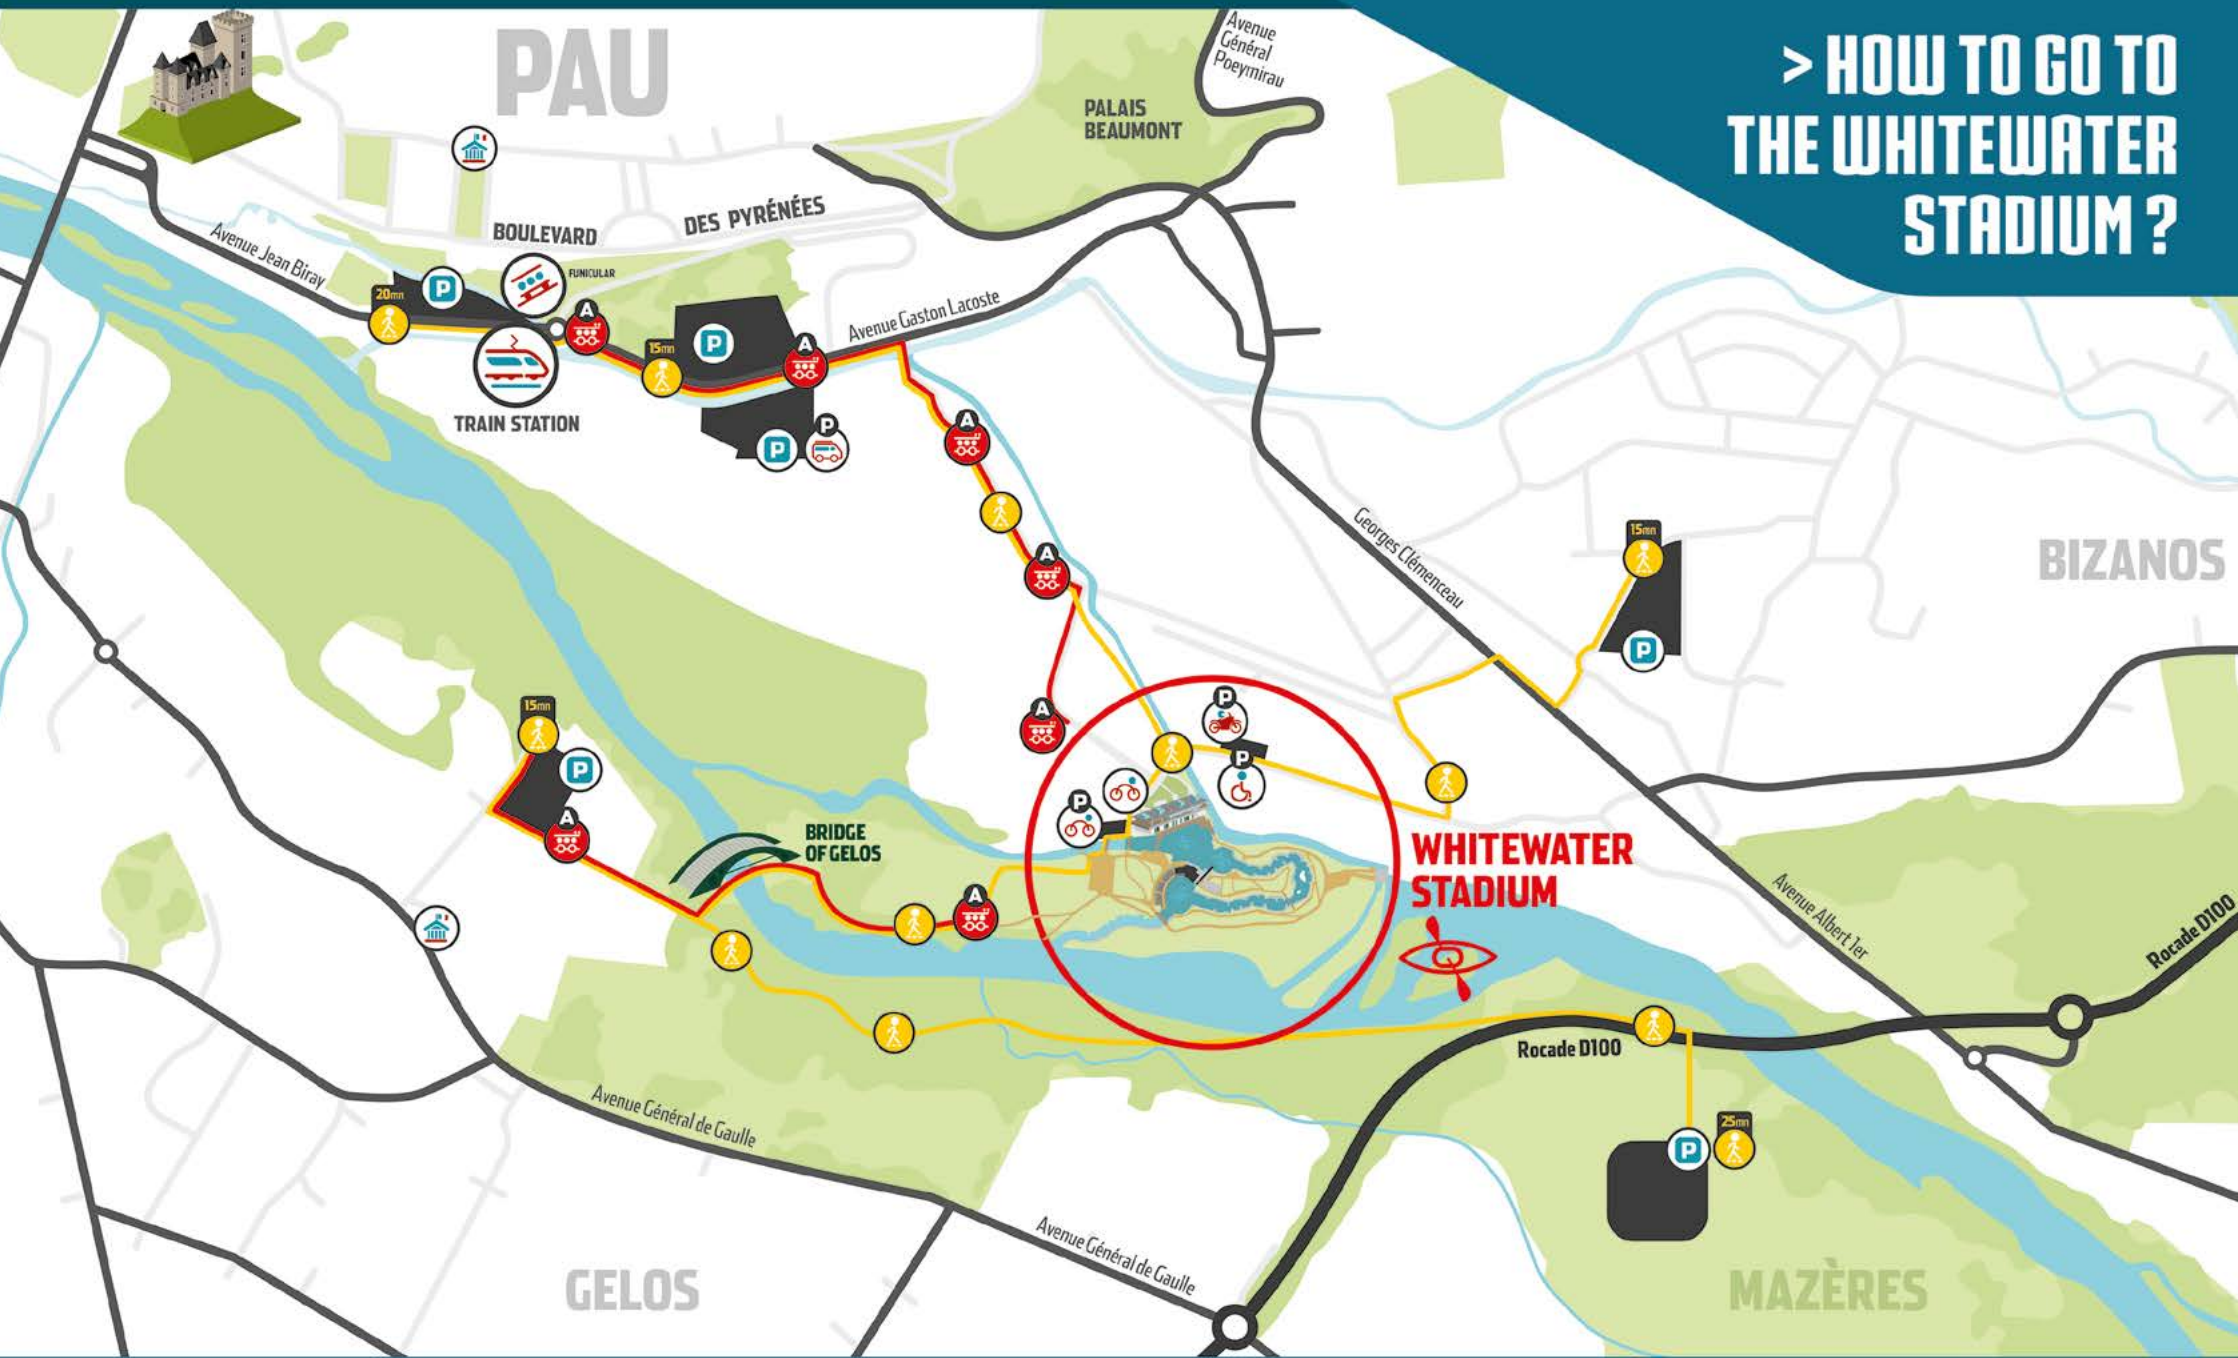 > HOW TO GO TO
THE WHITEWATER
STADIUM ?
PAU
Avenue
Général
Poeymirau
PALAIS
BEAUMONT
BOULEVARD
DES PYRÉNÉES
Avenue Jean Biray
FUNICULAR
20mn
P
A
15mn
P
A
Avenue Gaston Lacoste
TRAIN STATION
P
P
A
A
Georges Clémenceau
15mn
P
BIZANOS
A
15mn
P
A
P
P
P
BRIDGE
OF GELOS
A
WHITEWATER
STADIUM
Avenue Albert 1er
Rocade D100
Rocade D100
Avenue Général de Gaulle
25mn
P
Avenue Général de Gaulle
GELOS
MAZÈRES